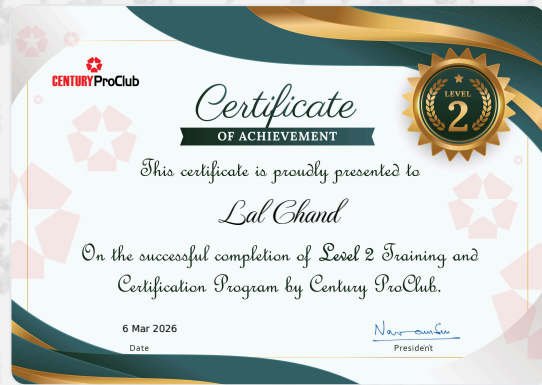 CENTURY ProClub
LEVEL
2
Certificate
OF ACHIEVEMENT
This certificate is proudly presented to
Lal Chand
On the successful completion of Level 2 Training and
Certification Program by Century ProClub.
6 Mar 2026
Date
President